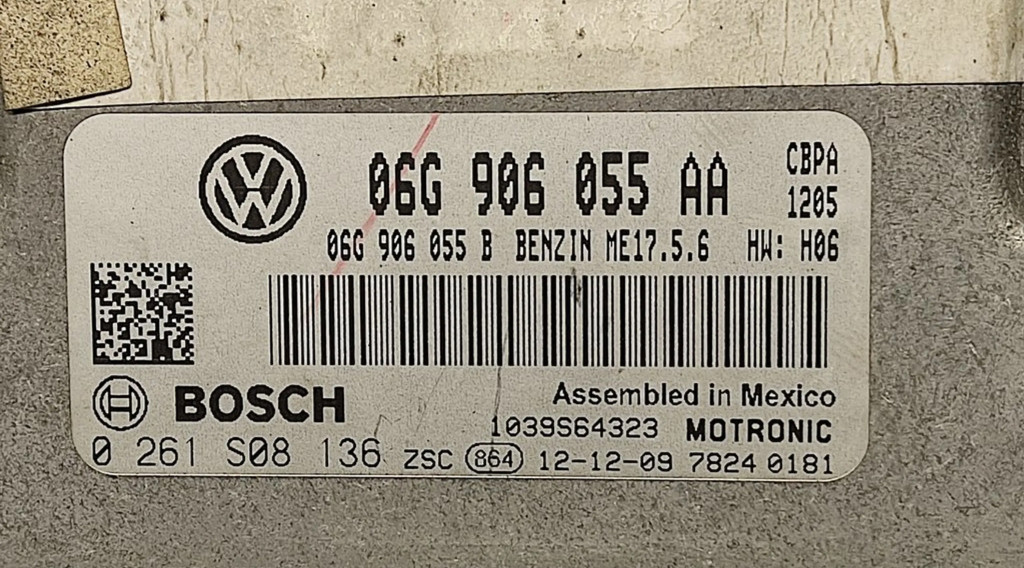 06G 906 055 AA
CBPA
1205
06G 906 055 B BENZIN ME17.5.6 HW: H06
BOSCH
Assembled in Mexico
1039S64323 MOTRONIC
0 261 S08 136 ZSC 864 12-12-09 7824 0181